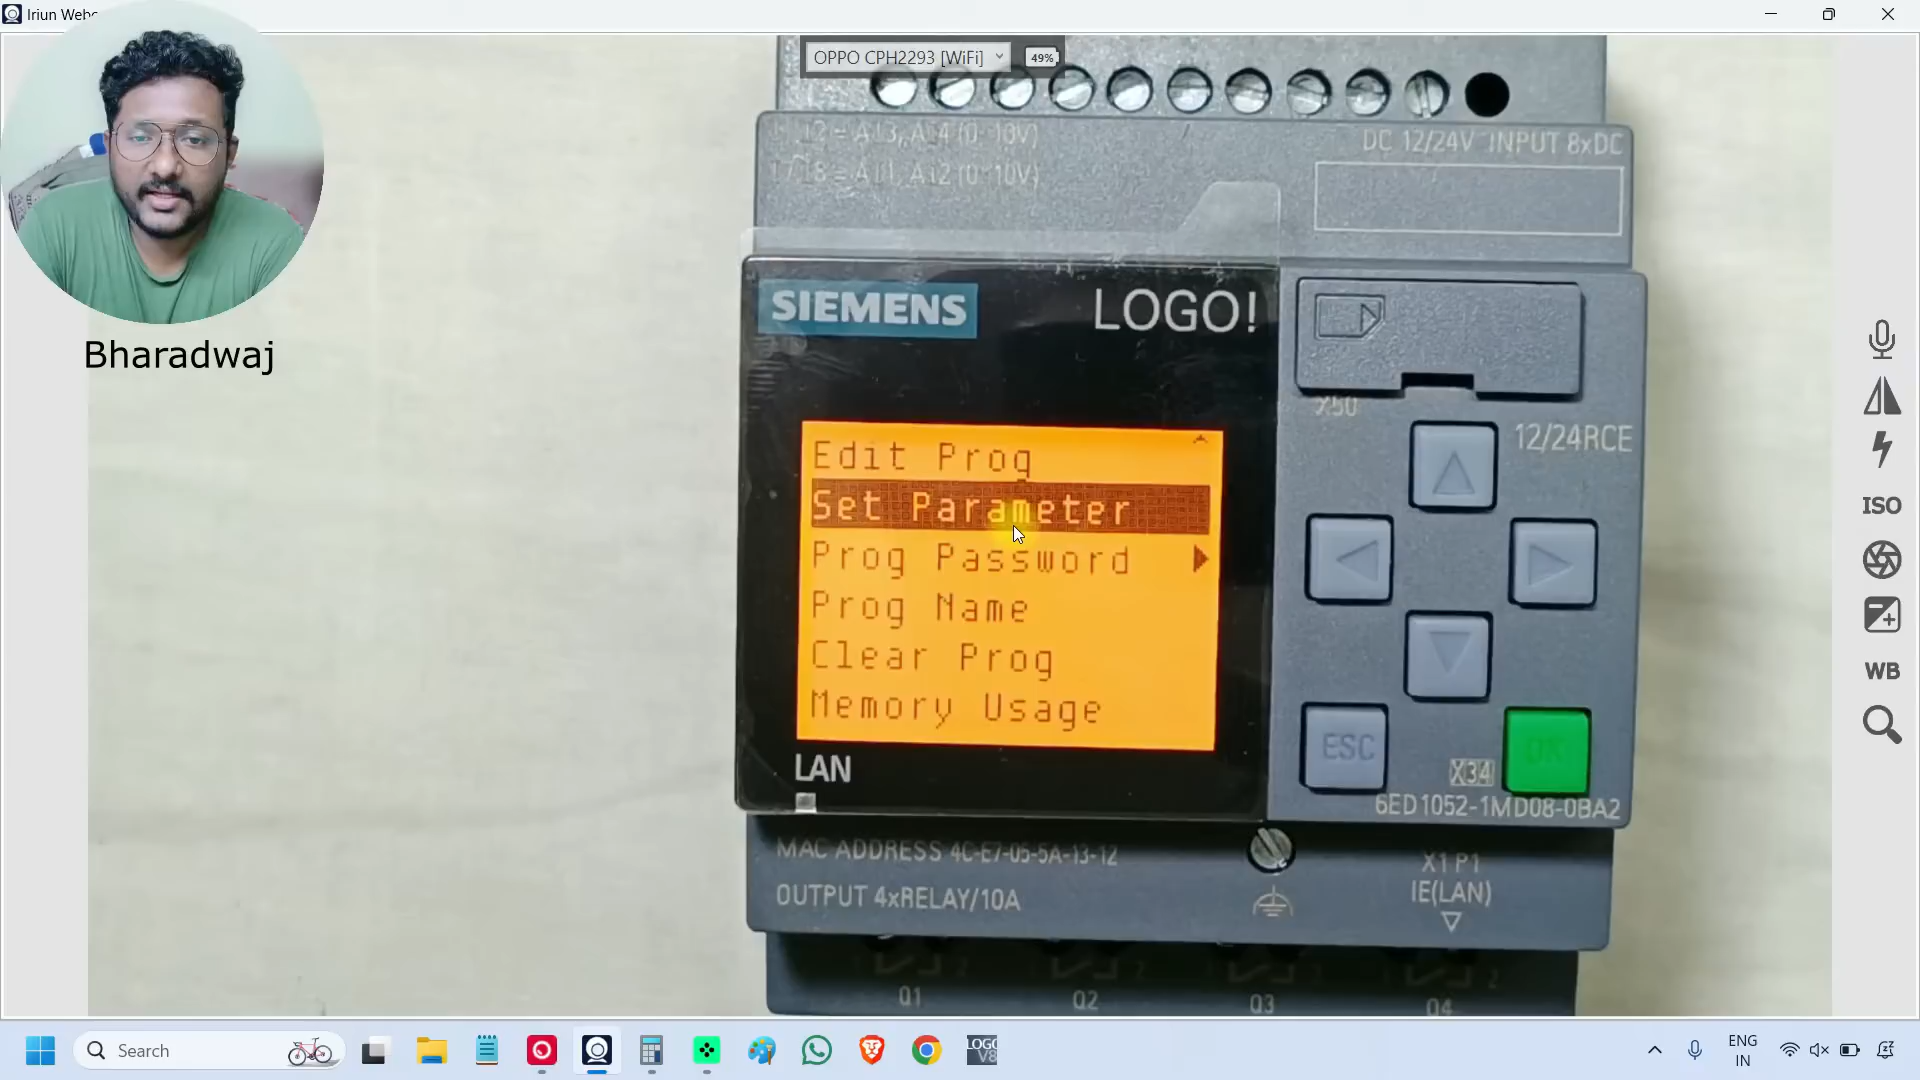 Iriun Webc
OPPO CPH2293 [WiFi]
49%
I1,I2 = AI3, AI4 (0-10V)
I7,I8 = AI1, AI2 (0-10V)
DC 12/24V INPUT 8xDC
SIEMENS
LOGO!
Bharadwaj
X50
12/24RCE
Edit Prog
Set Parameter
Prog Password
Prog Name
Clear Prog
Memory Usage
ISO
WB
ESC
OK
LAN
X34
6ED1052-1MD08-0BA2
MAC ADDRESS 4C-E7-05-5A-13-12
X1 P1
IE(LAN)
OUTPUT 4xRELAY/10A
Q1
Q2
Q3
Q4
Search
LOGO
V8
ENG
IN